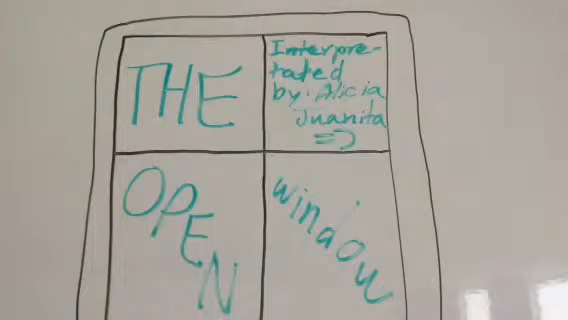 THE
Interpre-
tated
by: Alicia
Juanita
=)
OPEN
window